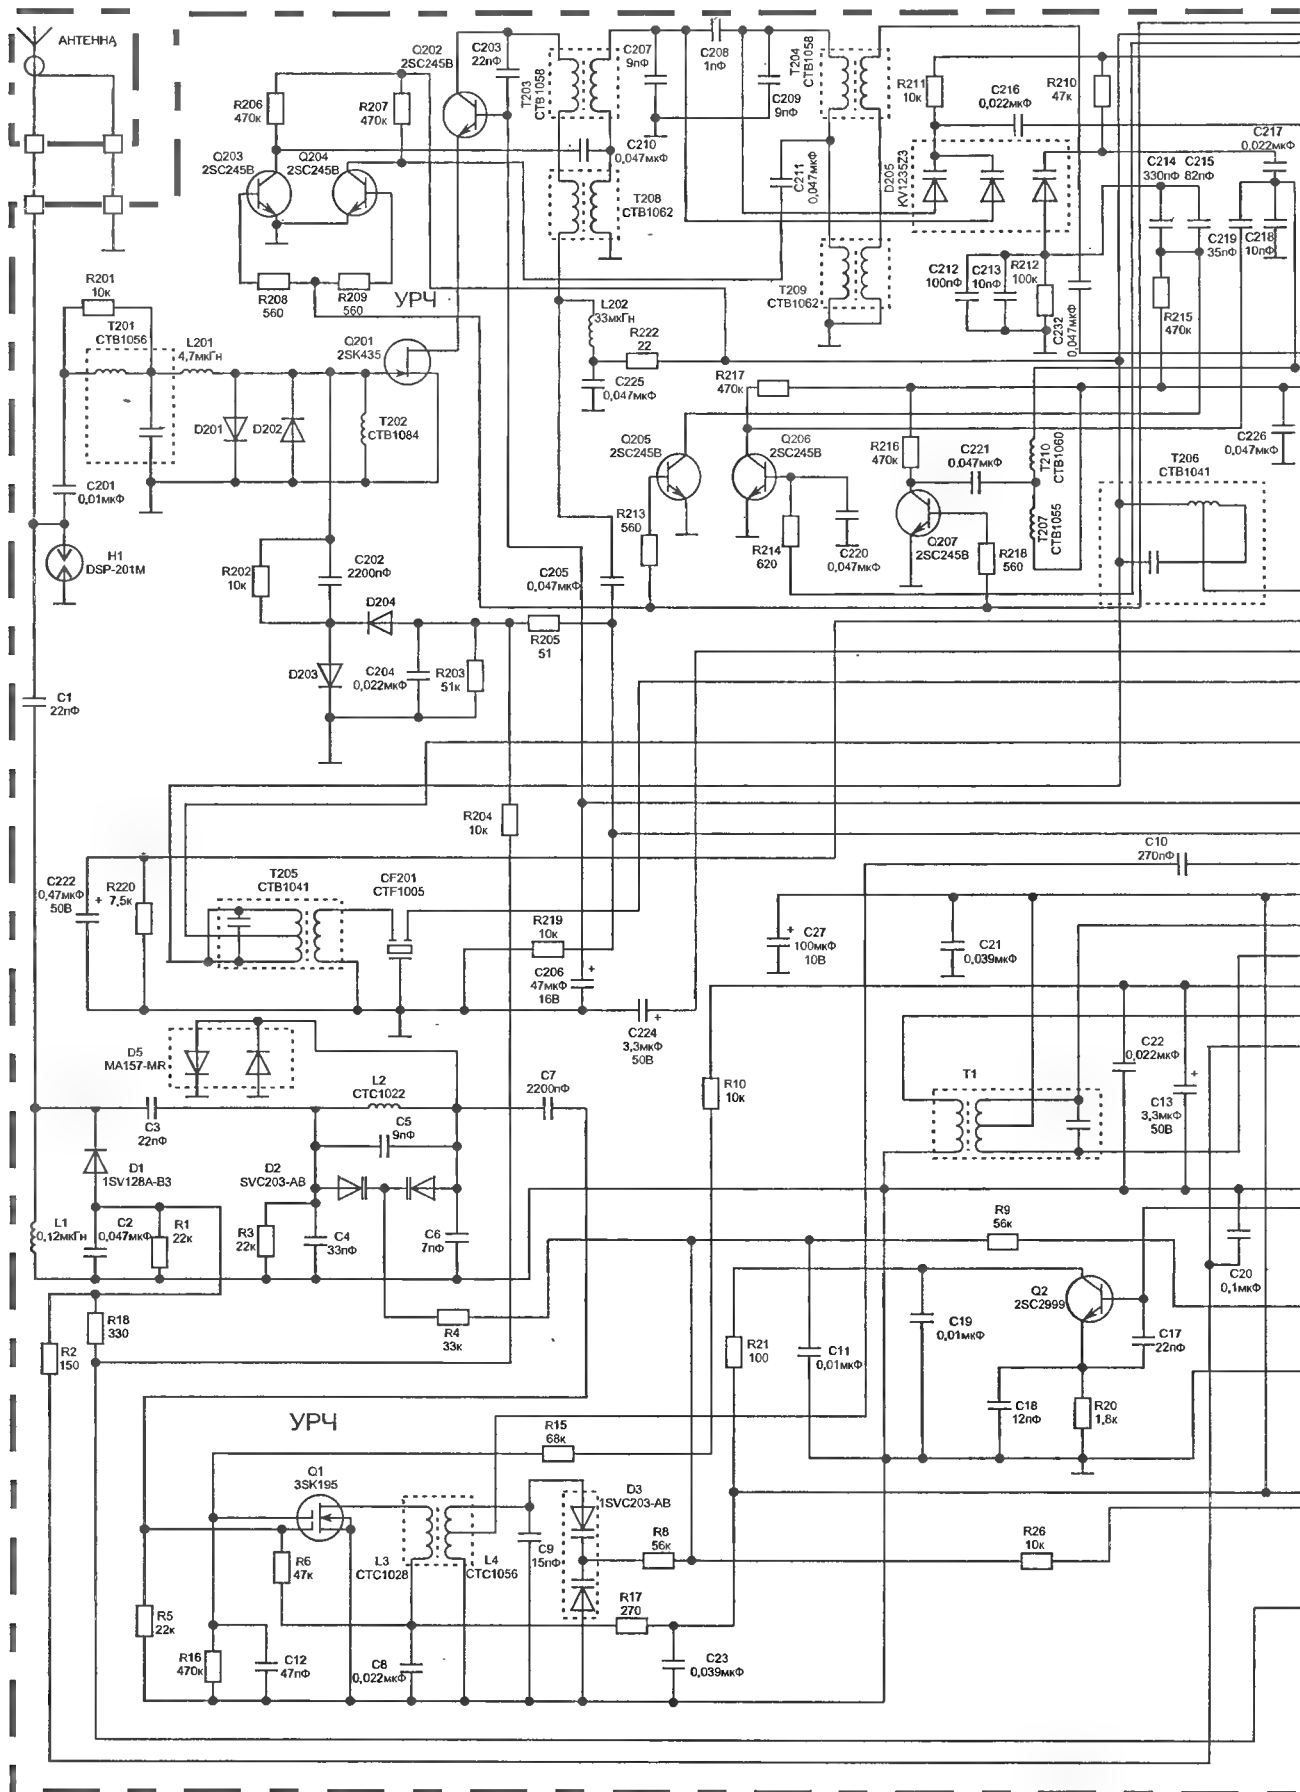 АНТЕННА
Q202
2SC245B
C203
22пФ
T203
CTB1058
C207
9пФ
C208
1пФ
T204
CTB1058
C209
9пФ
R211
10к
C216
0,022мкФ
R210
47к
R206
470к
R207
470к
C217
0,022мкФ
Q203
2SC245B
Q204
2SC245B
C210
0,047мкФ
C211
0,047мкФ
D205
KV1235Z3
C214
330пФ
C215
82пФ
T208
CTB1062
C219
35пФ
C218
10пФ
R201
10к
R208
560
R209
560
УРЧ
T209
CTB1062
C212
100пФ
C213
10пФ
R212
100к
C232
0,047мкФ
R215
470к
T201
CTB1056
L201
4,7мкГн
Q201
2SK435
L202
33мкГн
R222
22
C225
0,047мкФ
R217
470к
D201
D202
T202
CTB1084
Q205
2SC245B
Q206
2SC245B
R216
470к
C221
0,047мкФ
T210
CTB1060
C226
0,047мкФ
T206
CTB1041
C201
0,01мкФ
R213
560
R214
620
C220
0,047мкФ
Q207
2SC245B
R218
560
T207
CTB1055
H1
DSP-201M
R202
10к
C202
2200пФ
C205
0,047мкФ
D204
R205
51
D203
C204
0,022мкФ
R203
51к
C1
22пФ
R204
10к
C10
270пФ
C222
0,47мкФ
50В
+
R220
7,5к
T205
CTB1041
CF201
CTF1005
R219
10к
C27
100мкФ
10В
+
C21
0,039мкФ
C206
47мкФ
16В
+
C224
3,3мкФ
50В
+
D5
MA157-MR
C22
0,022мкФ
L2
CTC1022
C7
2200пФ
R10
10к
T1
C13
3,3мкФ
50В
+
C3
22пФ
C5
9пФ
D1
1SV128A-B3
D2
SVC203-AB
L1
0,12мкГн
C2
0,047мкФ
R1
22к
R3
22к
C4
33пФ
C6
7пФ
R9
56к
C20
0,1мкФ
Q2
2SC2999
R18
330
R4
33к
R2
150
R21
100
C11
0,01мкФ
C19
0,01мкФ
C17
22пФ
УРЧ
R15
68к
C18
12пФ
R20
1,8к
Q1
3SK195
D3
1SVC203-AB
R6
47к
L3
CTC1028
L4
CTC1056
C9
15пФ
R8
56к
R26
10к
R5
22к
R17
270
R16
470к
C12
47пФ
C8
0,022мкФ
C23
0,039мкФ